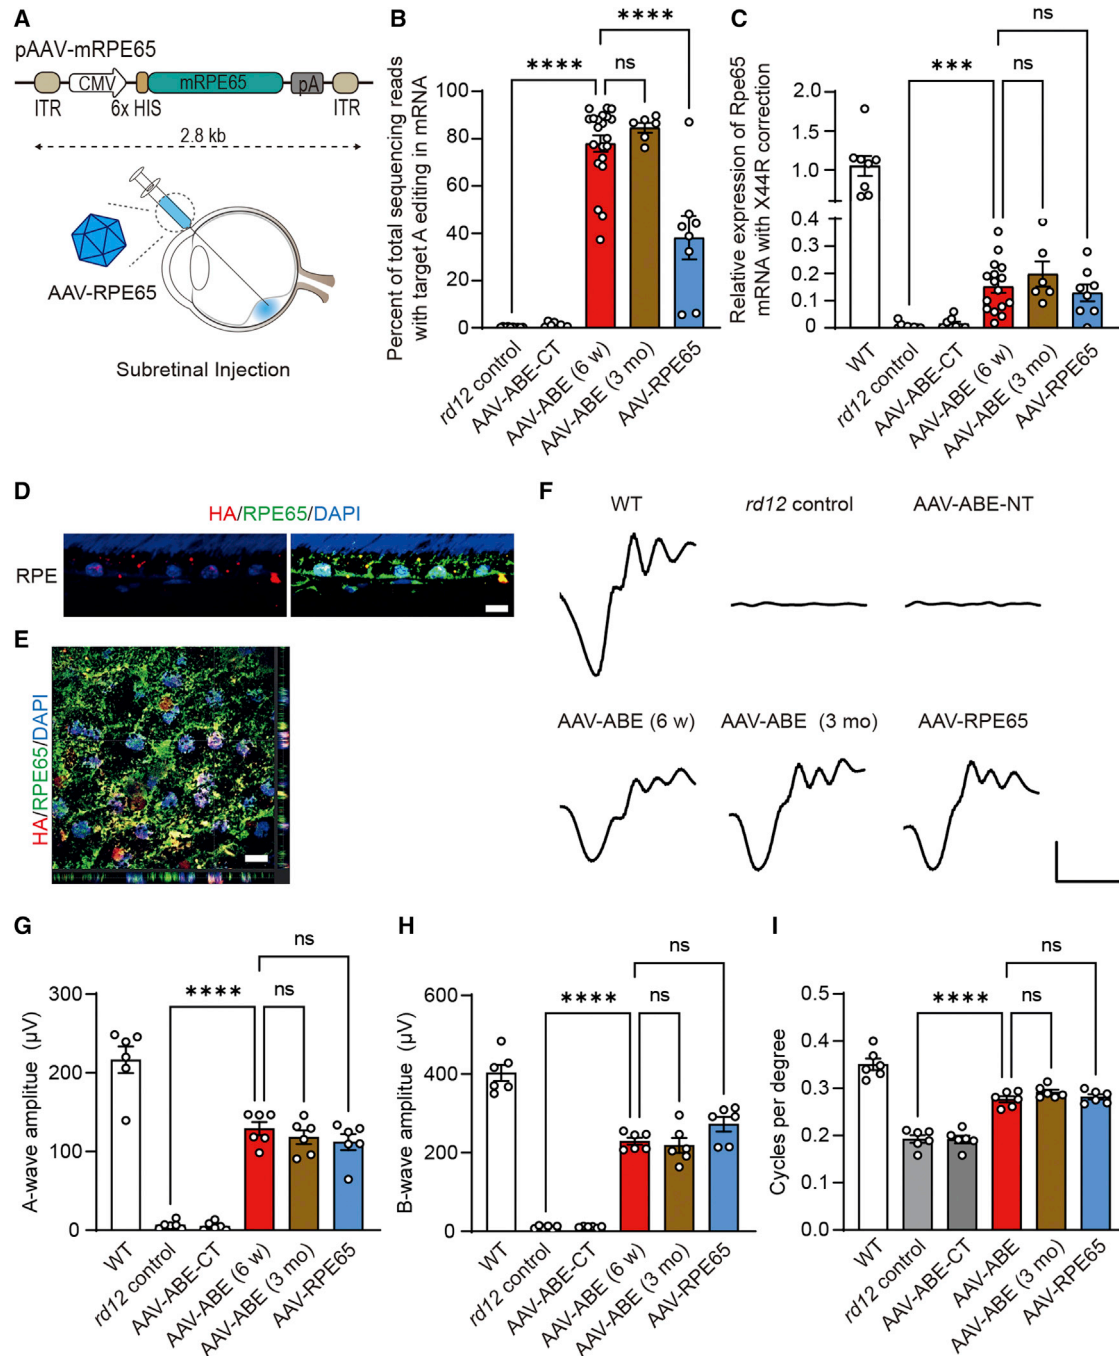 A
pAAV-mRPE65
CMV
mRPE65
pA
ITR
6x HIS
ITR
2.8 kb
AAV-RPE65
Subretinal Injection
B
Percent of total sequencing reads
with target A editing in mRNA
100
80
60
40
20
0
****
ns
****
rd12 control
AAV-ABE-CT
AAV-ABE (6 w)
AAV-ABE (3 mo)
AAV-RPE65
C
Relative expression of Rpe65
mRNA with X44R correction
2.0
1.0
0.4
0.2
0.1
0
***
ns
ns
WT
rd12 control
AAV-ABE-CT
AAV-ABE (6 w)
AAV-ABE (3 mo)
AAV-RPE65
D
HA/RPE65/DAPI
RPE
E
HA/RPE65/DAPI
F
WT
rd12 control
AAV-ABE-NT
AAV-ABE (6 w)
AAV-ABE (3 mo)
AAV-RPE65
G
A-wave amplitue (μV)
300
200
100
0
****
ns
ns
WT
rd12 control
AAV-ABE-CT
AAV-ABE (6 w)
AAV-ABE (3 mo)
AAV-RPE65
H
B-wave amplitue (μV)
600
400
200
0
****
ns
ns
WT
rd12 control
AAV-ABE-CT
AAV-ABE (6 w)
AAV-ABE (3 mo)
AAV-RPE65
I
Cycles per degree
0.5
0.4
0.3
0.2
0.1
0.0
****
ns
ns
WT
rd12 control
AAV-ABE-CT
AAV-ABE
AAV-ABE (3 mo)
AAV-RPE65